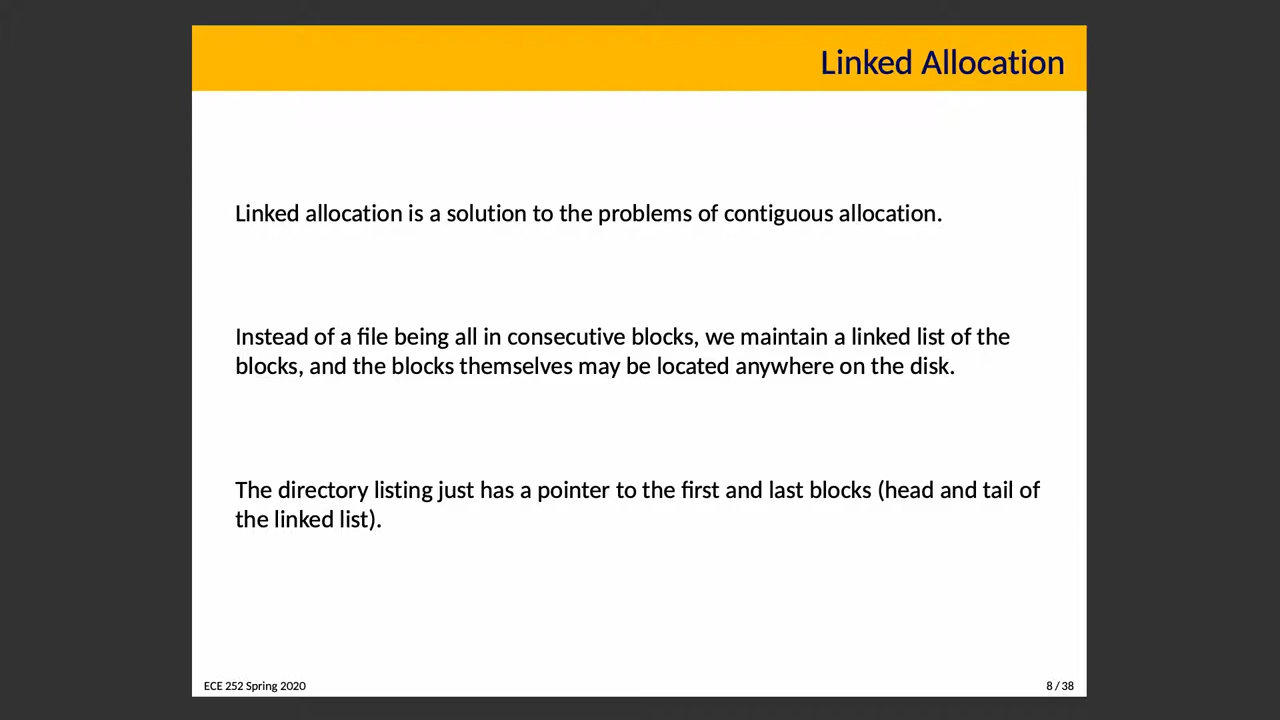 Linked Allocation
Linked allocation is a solution to the problems of contiguous allocation.
Instead of a file being all in consecutive blocks, we maintain a linked list of the
blocks, and the blocks themselves may be located anywhere on the disk.
The directory listing just has a pointer to the first and last blocks (head and tail of
the linked list).
ECE 252 Spring 2020
8 / 38